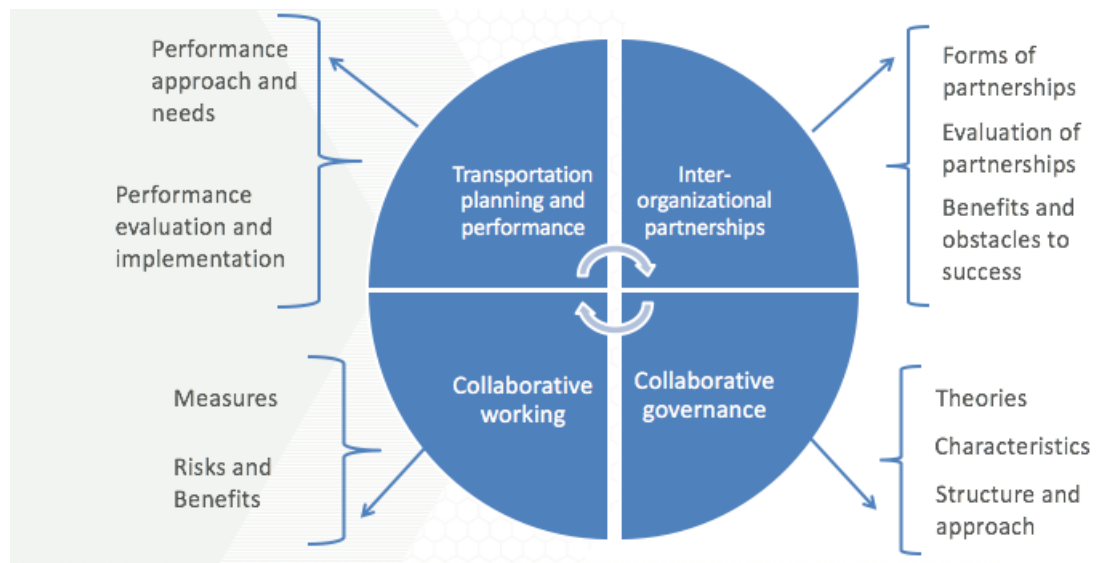 Performance
approach and
needs
Performance
evaluation and
implementation
Transportation
planning and
performance
Inter-
organizational
partnerships
Forms of
partnerships
Evaluation of
partnerships
Benefits and
obstacles to
success
Measures
Risks and
Benefits
Collaborative
working
Collaborative
governance
Theories
Characteristics
Structure and
approach